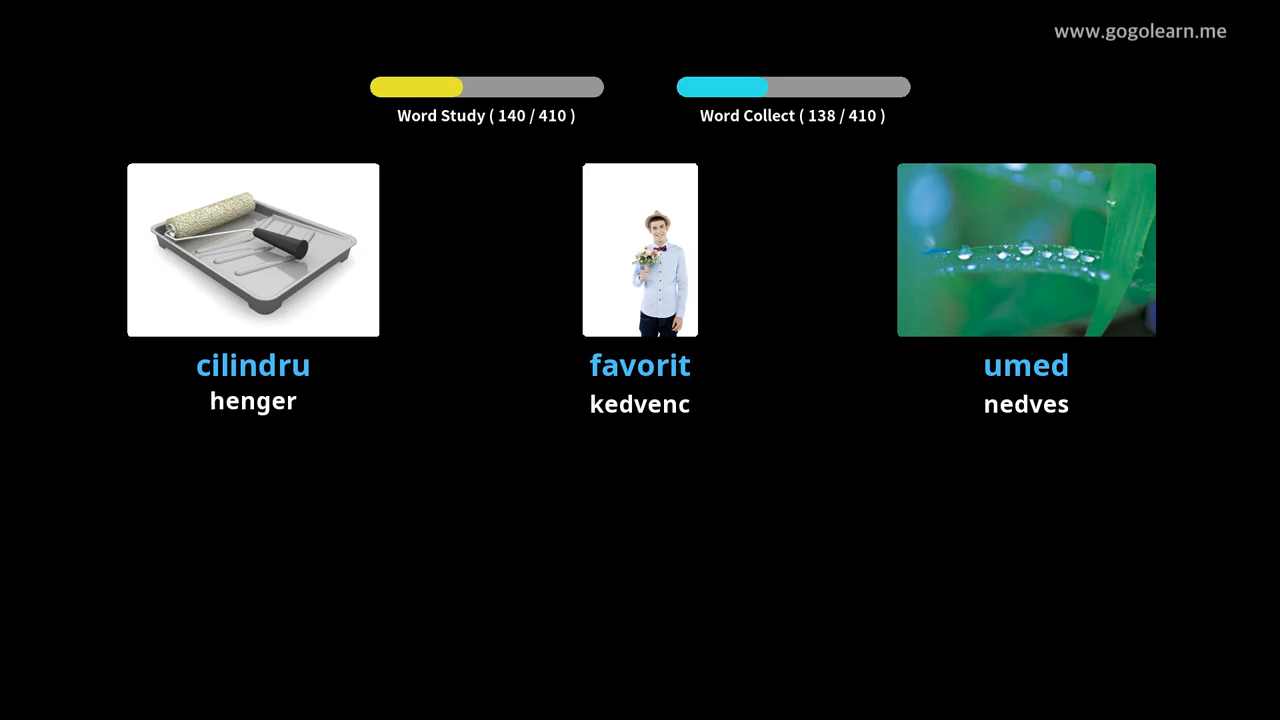 www.gogolearn.me
Word Study ( 140 / 410 )
Word Collect ( 138 / 410 )
cilindru
henger
favorit
kedvenc
umed
nedves